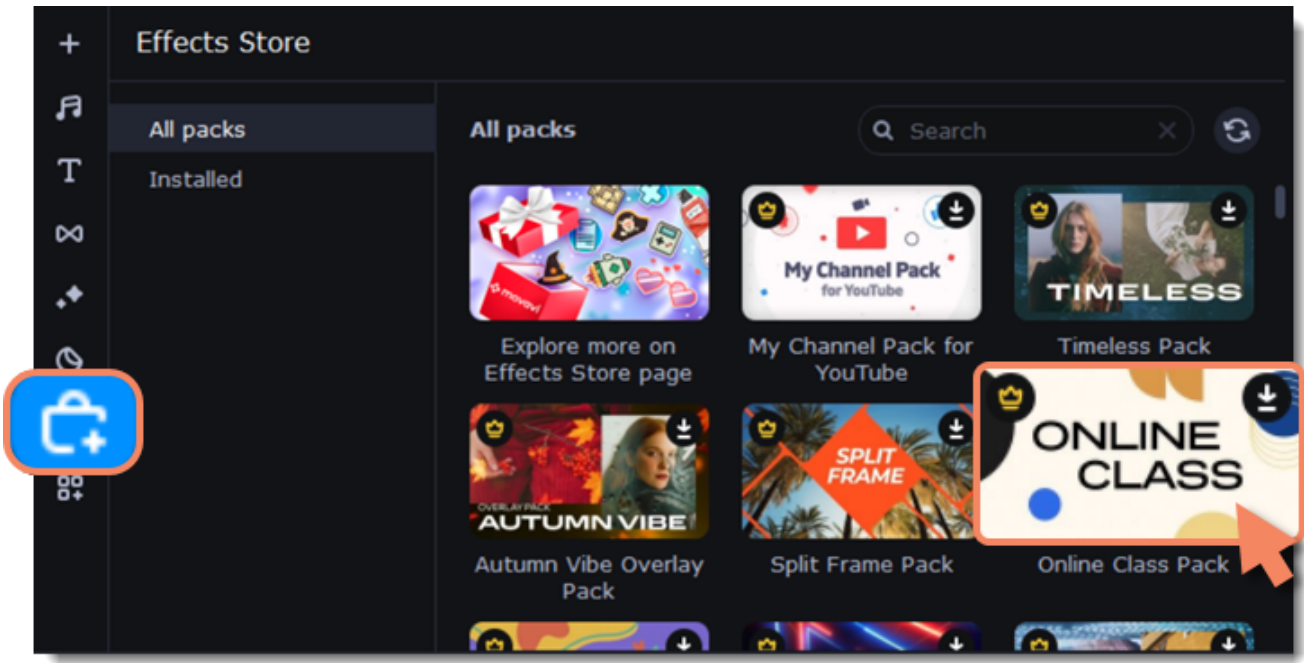 Effects Store
All packs
Installed
All packs
Search
movavi
My Channel Pack
for YouTube
TIMELESS
Explore more on
Effects Store page
My Channel Pack for
YouTube
Timeless Pack
OVERLAY PACK
AUTUMN VIBE
SPLIT
FRAME
ONLINE
CLASS
Autumn Vibe Overlay
Pack
Split Frame Pack
Online Class Pack